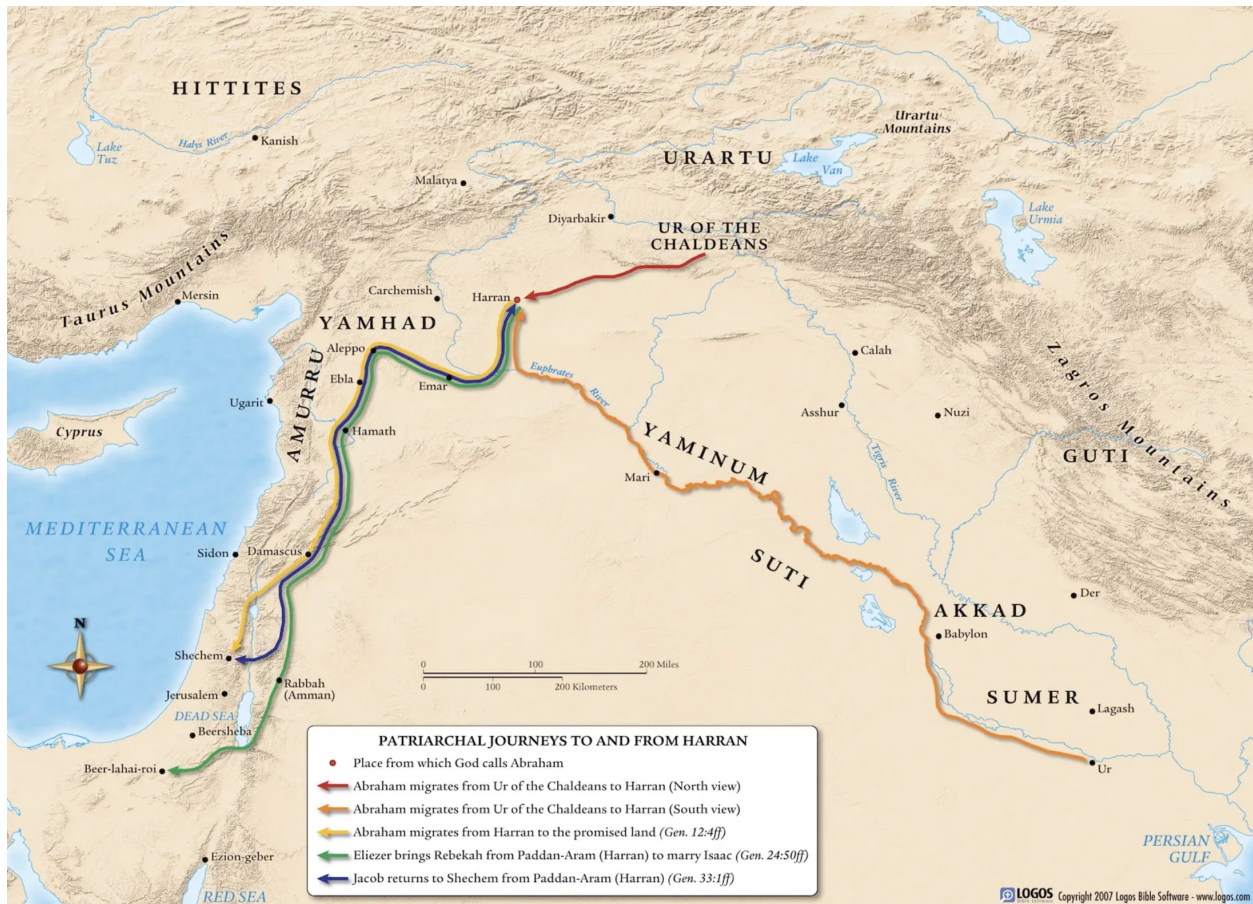 HITTITES
Halys River
Kanish
Lake
Tuz
Urartu
Mountains
URARTU
Lake
Van
Malatya
Diyarbakir
Lake
Urmia
UR OF THE
CHALDEANS
Taurus Mountains
Mersin
Carchemish
Harran
YAMHAD
Aleppo
Ebla
Emar
Euphrates River
Calah
Zagros Mountains
Ugarit
AMURRU
Asshur
Nuzi
Cyprus
Hamath
YAMINUM
GUTI
Mari
Tigris River
MEDITERRANEAN
SEA
Sidon
Damascus
SUTI
Der
AKKAD
Babylon
N
Shechem
0 100 200 Miles
0 100 200 Kilometers
Rabbah
(Amman)
Jerusalem
SUMER
Lagash
DEAD SEA
Beersheba
Beer-lahai-roi
Ur
PATRIARCHAL JOURNEYS TO AND FROM HARRAN
Place from which God calls Abraham
Abraham migrates from Ur of the Chaldeans to Harran (North view)
Abraham migrates from Ur of the Chaldeans to Harran (South view)
Abraham migrates from Harran to the promised land (Gen. 12:4ff)
Eliezer brings Rebekah from Paddan-Aram (Harran) to marry Isaac (Gen. 24:50ff)
Jacob returns to Shechem from Paddan-Aram (Harran) (Gen. 33:1ff)
PERSIAN
GULF
Ezion-geber
RED SEA
LOGOS
Bible Software
Copyright 2007 Logos Bible Software - www.logos.com